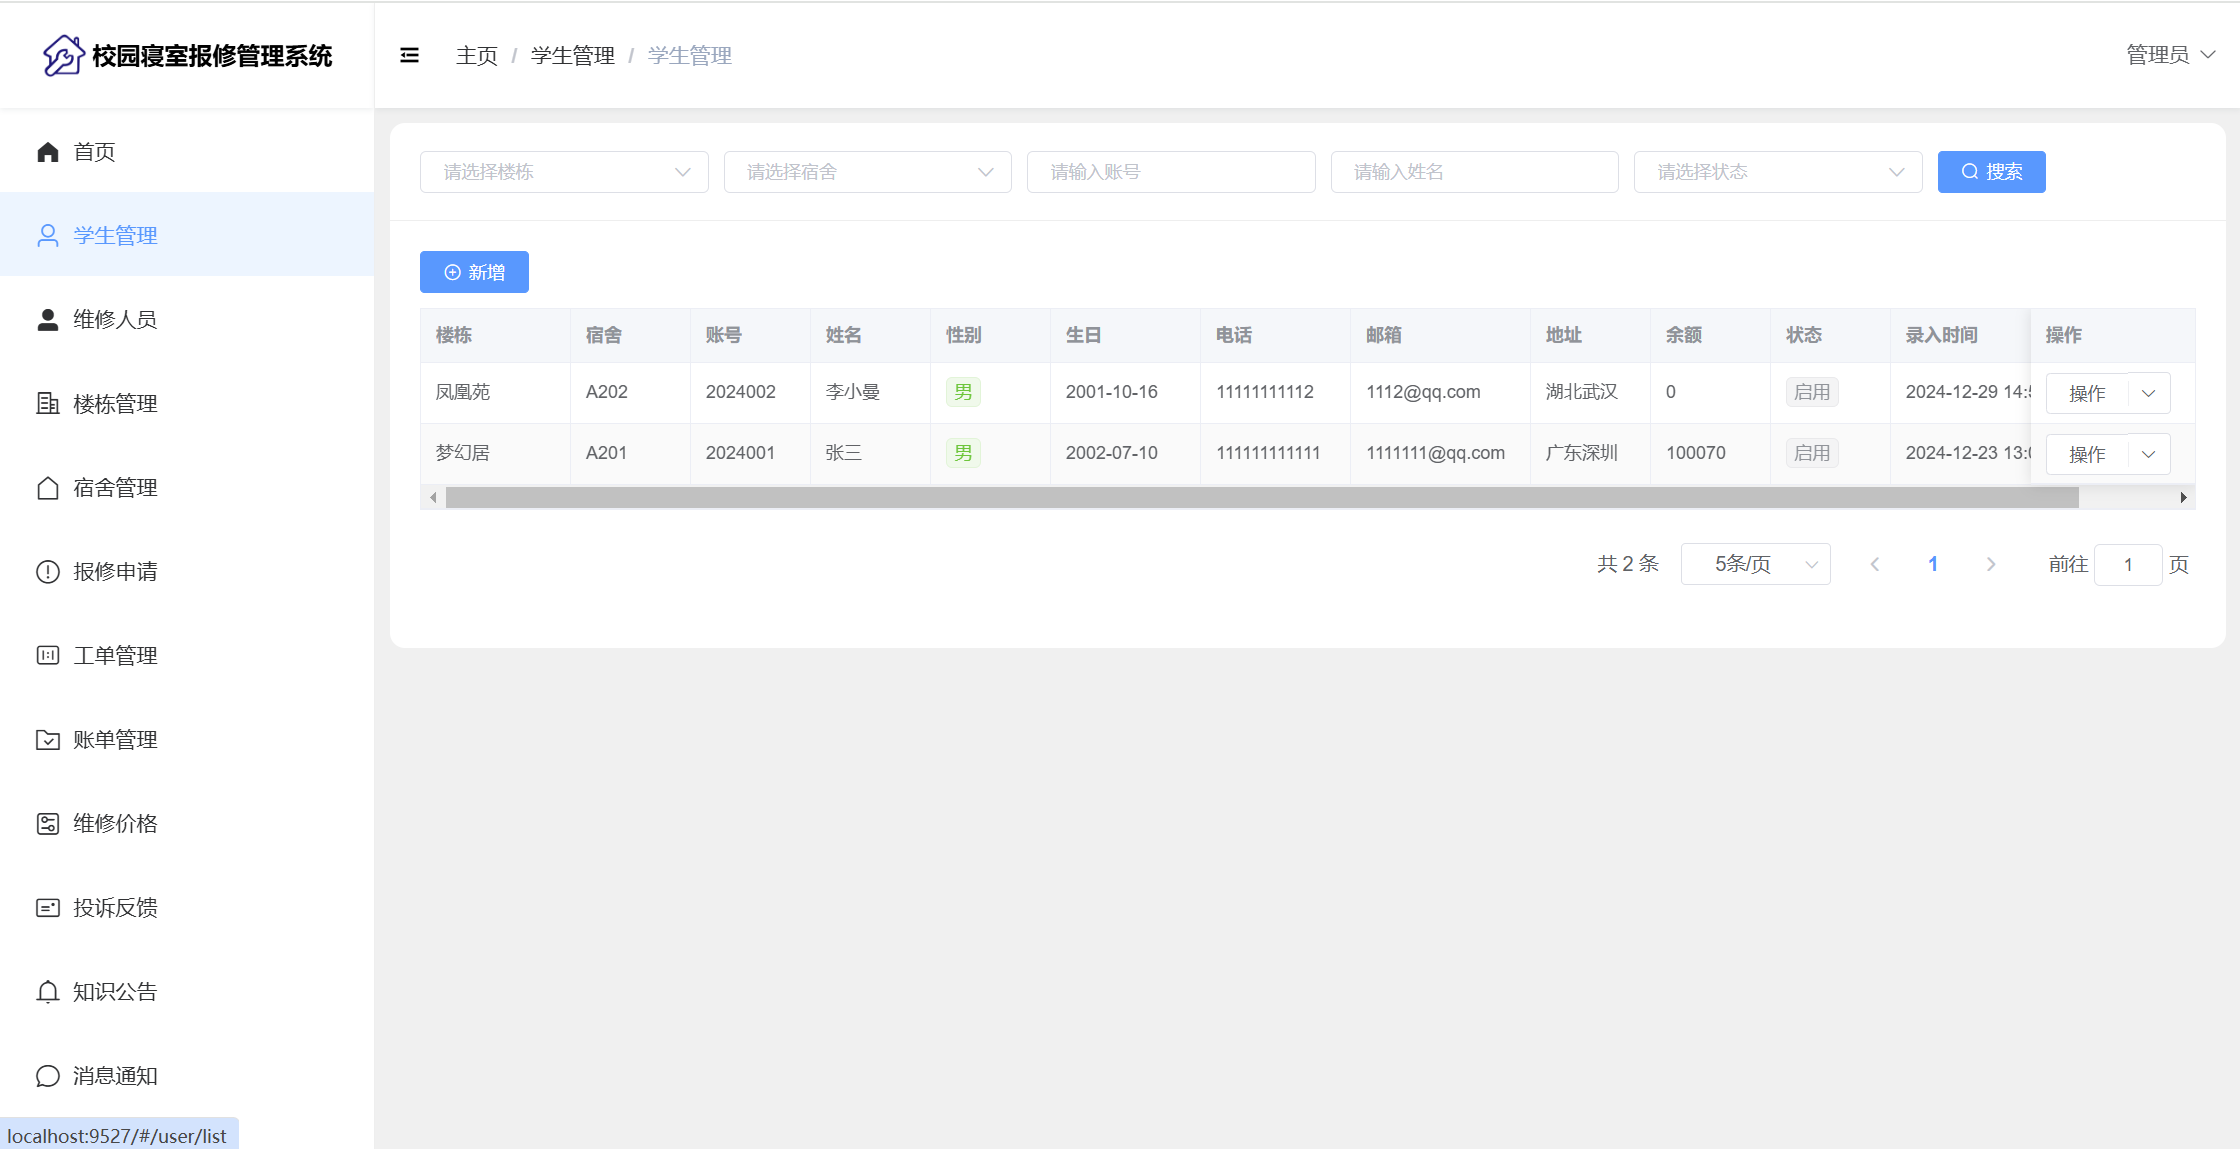 校园寝室报修管理系统
主页 / 学生管理 / 学生管理
管理员
首页
学生管理
维修人员
楼栋管理
宿舍管理
报修申请
工单管理
账单管理
维修价格
投诉反馈
知识公告
消息通知
localhost:9527/#/user/list
请选择楼栋 请选择宿舍 请输入账号 请输入姓名 请选择状态 搜索
新增
楼栋 宿舍 账号 姓名 性别 生日 电话 邮箱 地址 余额 状态 录入时间 操作
凤凰苑 A202 2024002 李小曼 男 2001-10-16 11111111112 1112@qq.com 湖北武汉 0 启用 2024-12-29 14: 操作
梦幻居 A201 2024001 张三 男 2002-07-10 111111111111 1111111@qq.com 广东深圳 100070 启用 2024-12-23 13: 操作
共 2 条 5条/页 1 前往 1 页